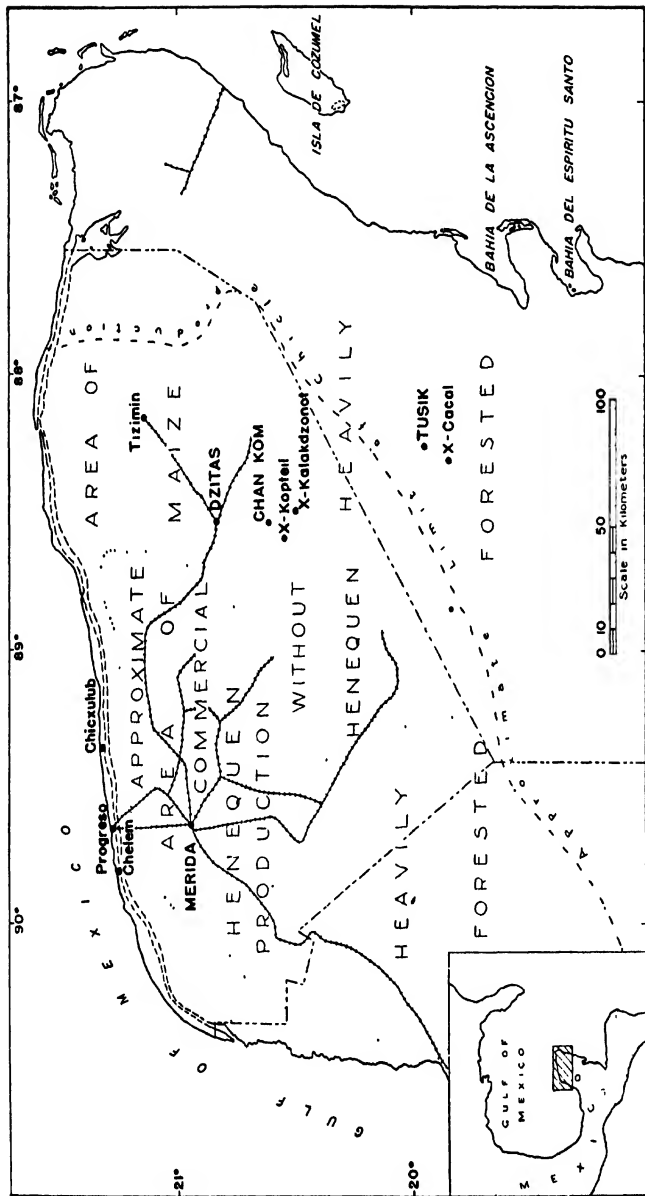 90°
89°
88°
87°
21°
20°
GULF OF MEXICO
Progreso
Chelem
Chicxulub
MERIDA
APPROXIMATE
AREA OF
COMMERCIAL
HENEQUEN
PRODUCTION
AREA OF
MAIZE
WITHOUT
HENEQUEN
Tizimin
DZITAS
CHAN KOM
X-Kopteil
X-Kalakdzonot
HEAVILY
FORESTED
HEAVILY
FORESTED
TUSIK
X-Cacal
ISLA DE COZUMEL
BAHIA DE LA ASCENCION
BAHIA DEL ESPIRITU SANTO
0 10 50 100
Scale in Kilometers
GULF OF
MEXICO
MEXICO